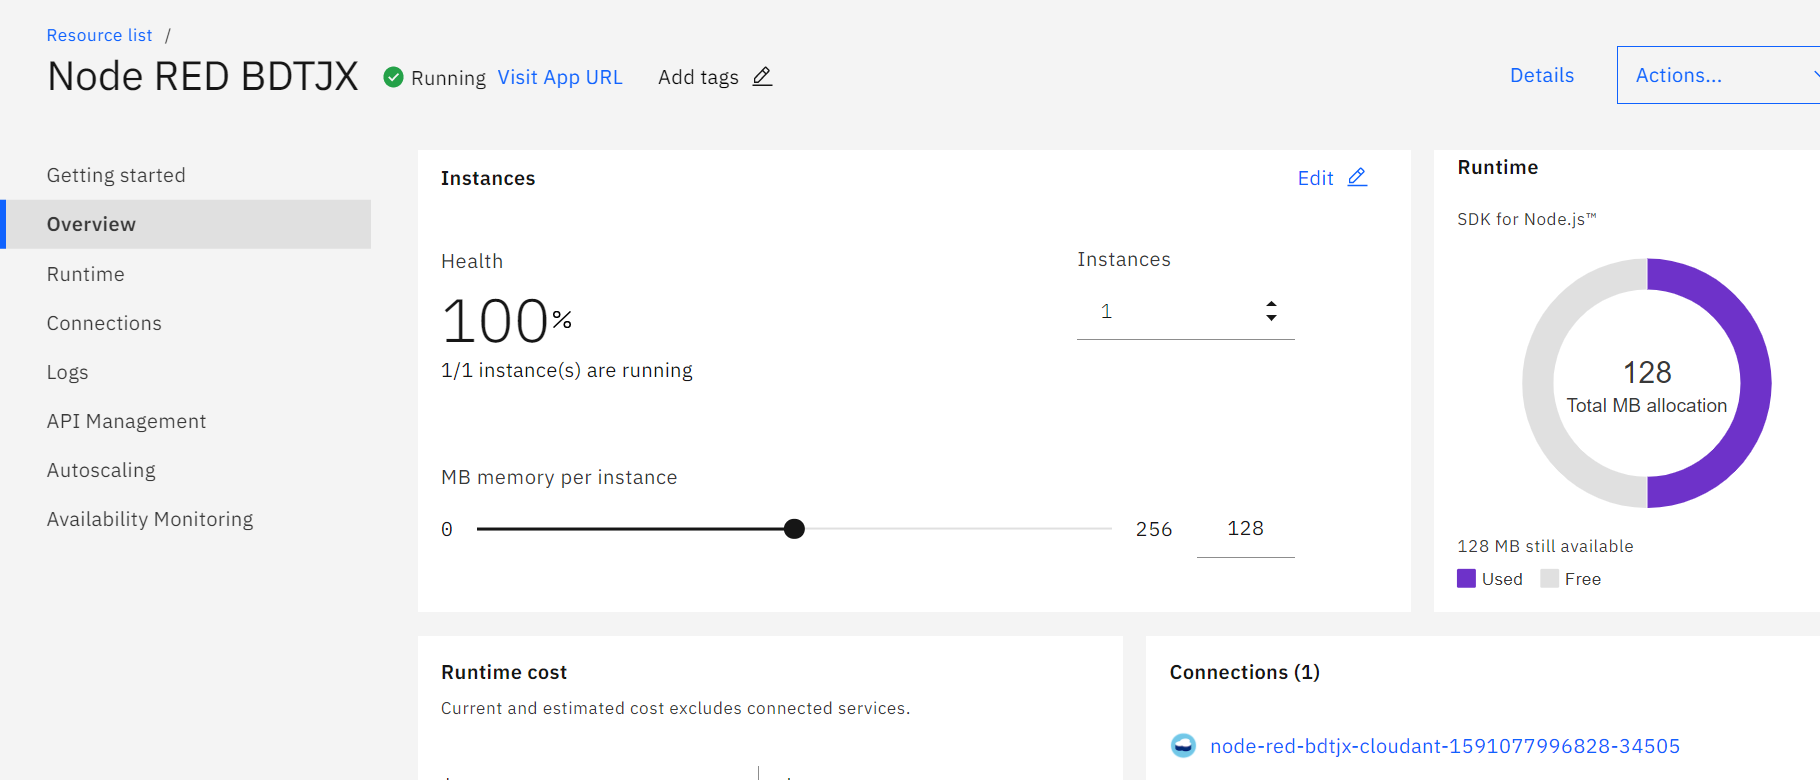 Resource list /
Node RED BDTJX Running Visit App URL Add tags
Details
Actions...
Getting started
Overview
Runtime
Connections
Logs
API Management
Autoscaling
Availability Monitoring
Instances
Edit
Health
100%
1/1 instance(s) are running
Instances
1
MB memory per instance
0 256 128
Runtime
SDK for Node.js™
128
Total MB allocation
128 MB still available
Used Free
Runtime cost
Current and estimated cost excludes connected services.
Connections (1)
node-red-bdtjx-cloudant-1591077996828-34505